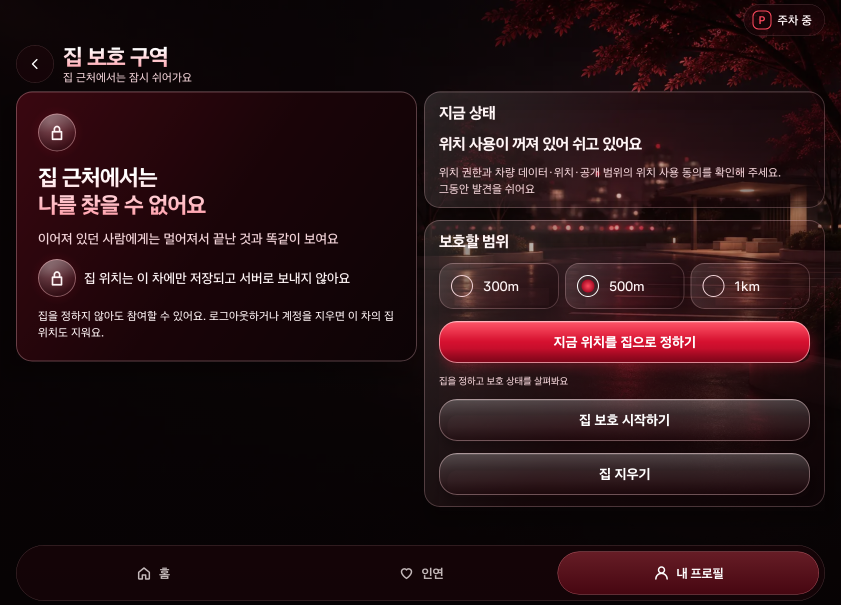 P 주차 중
집 보호 구역
집 근처에서는 잠시 쉬어가요
집 근처에서는
나를 찾을 수 없어요
이어져 있던 사람에게는 멀어져서 끝난 것과 똑같이 보여요
집 위치는 이 차에만 저장되고 서버로 보내지 않아요
집을 정하지 않아도 참여할 수 있어요. 로그아웃하거나 계정을 지우면 이 차의 집
위치도 지워요.
지금 상태
위치 사용이 꺼져 있어 쉬고 있어요
위치 권한과 차량 데이터·위치·공개 범위의 위치 사용 동의를 확인해 주세요.
그동안 발견을 쉬어요
보호할 범위
300m
500m
1km
지금 위치를 집으로 정하기
집을 정하고 보호 상태를 살펴봐요
집 보호 시작하기
집 지우기
홈
인연
내 프로필